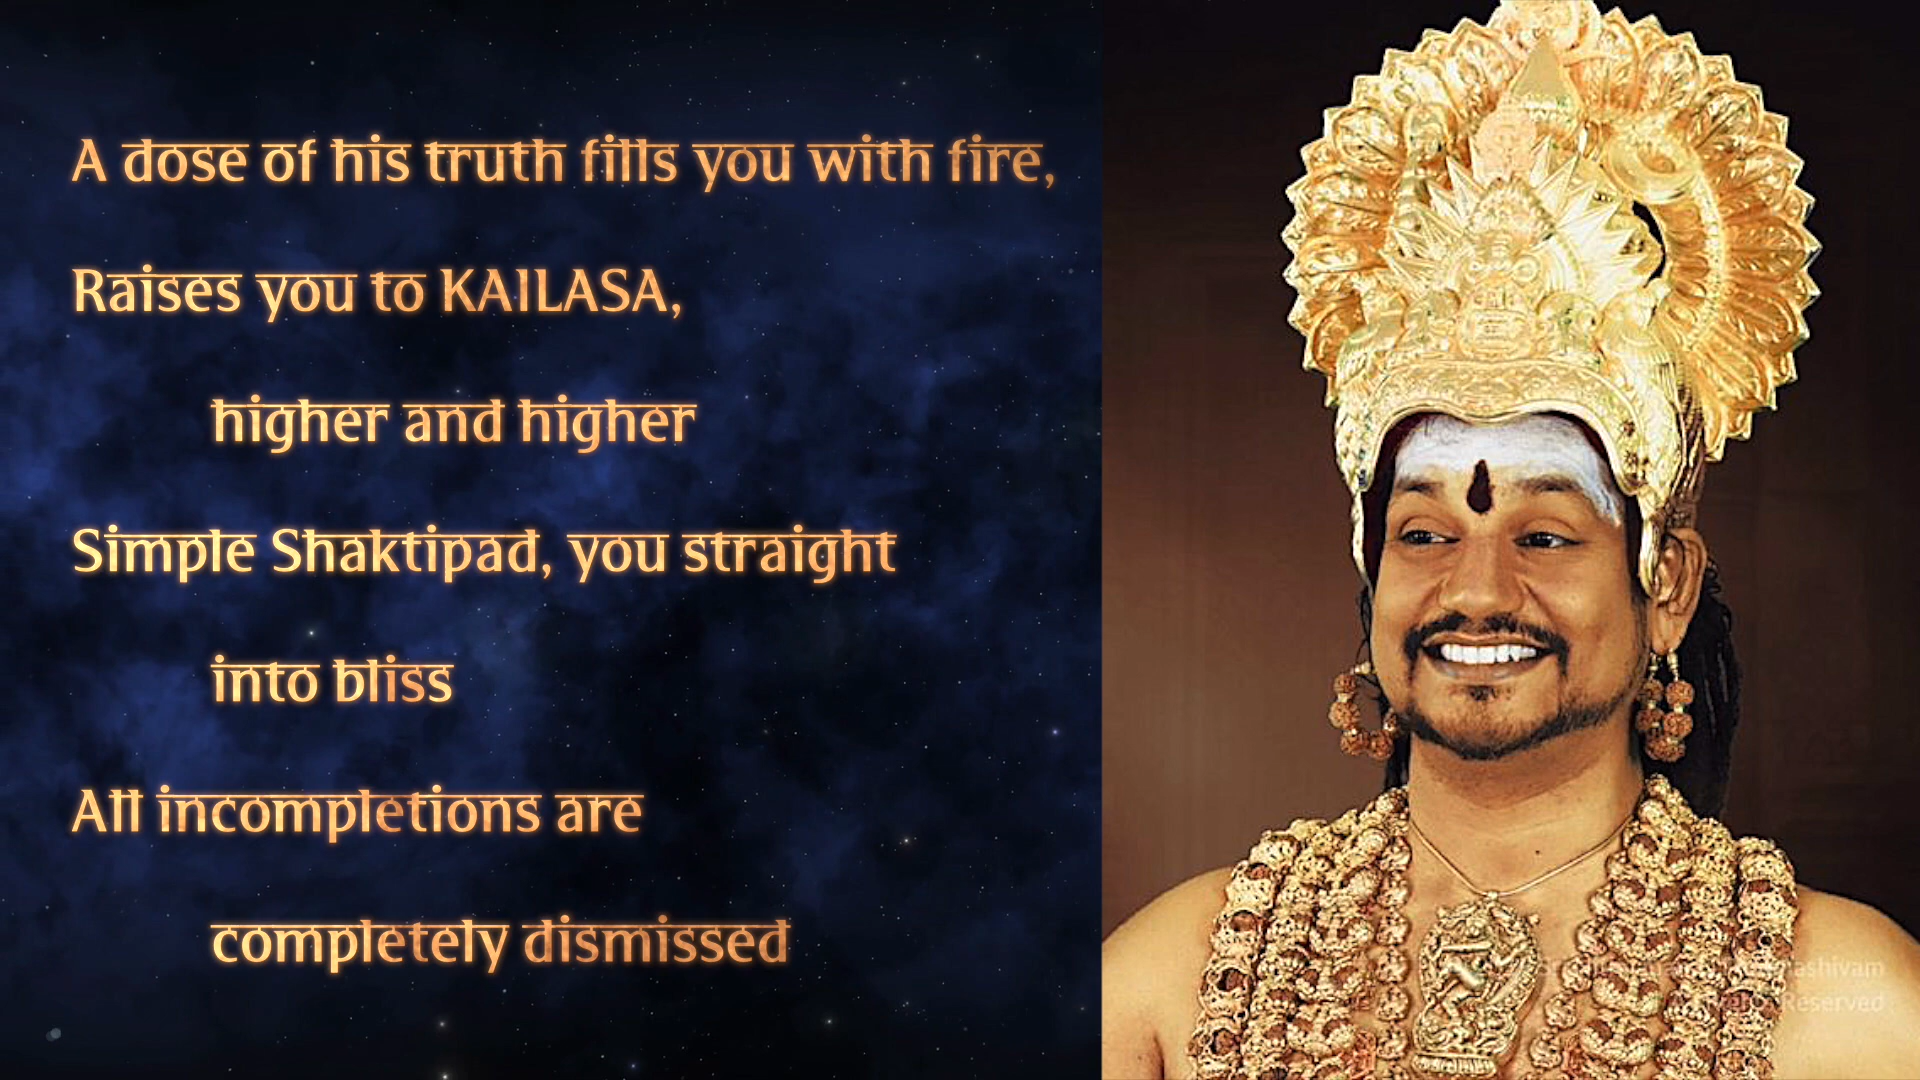 A dose of his truth fills you with fire,
Raises you to KAILASA,
higher and higher
Simple Shaktipad, you straight
into bliss
All incompletions are
completely dismissed
Reserved